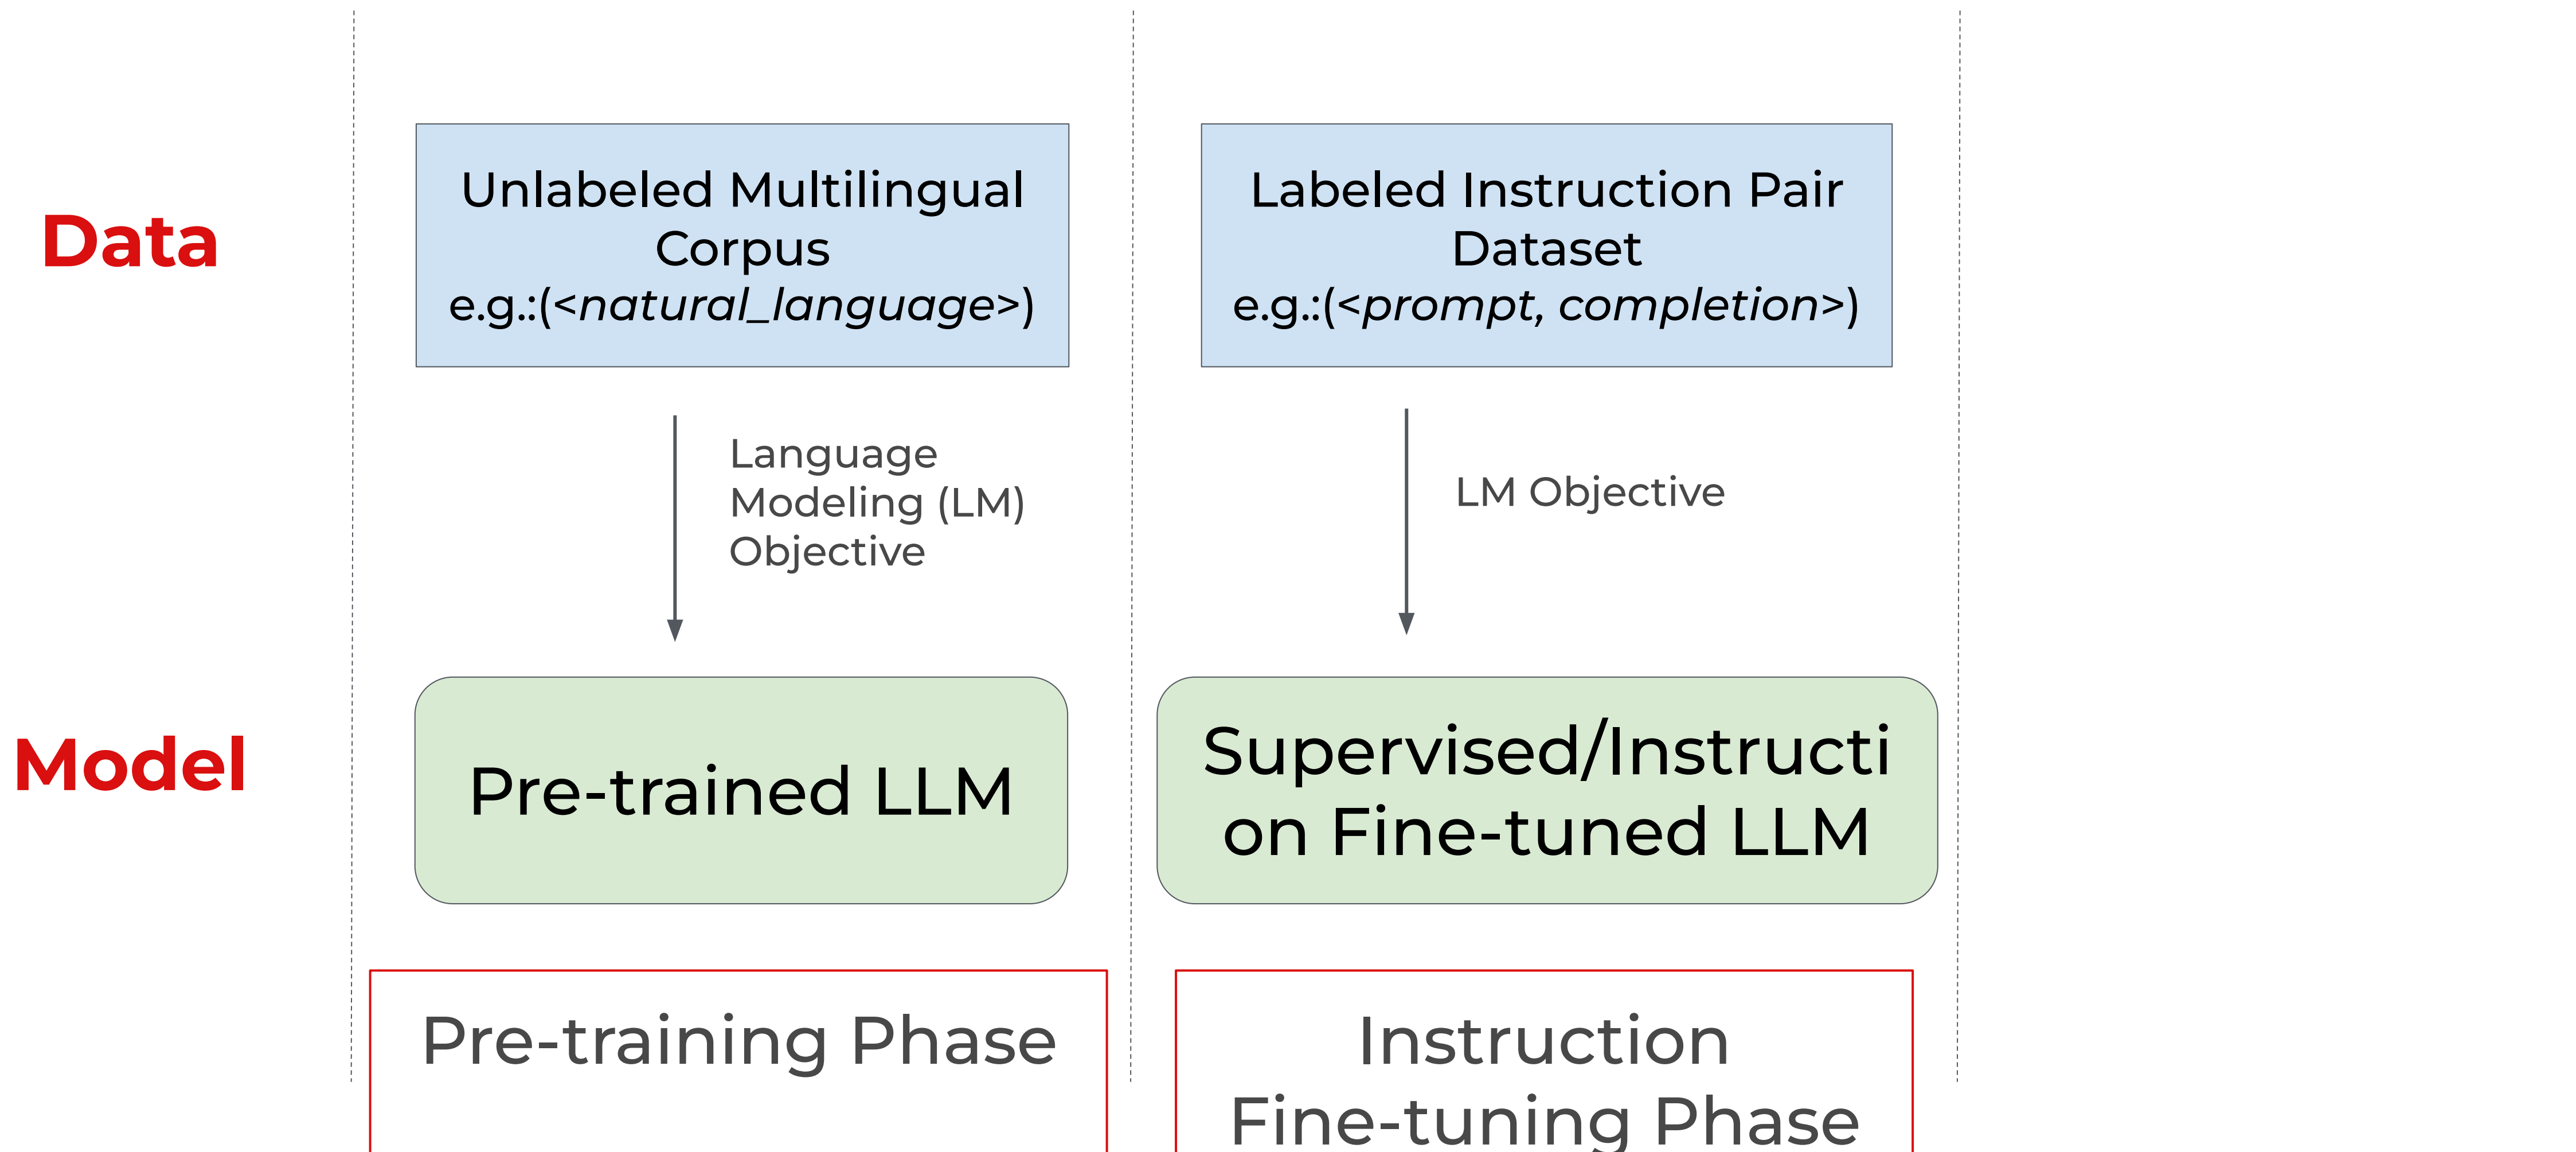 Data
Unlabeled Multilingual
Corpus
e.g.:(<natural_language>)
Labeled Instruction Pair
Dataset
e.g.:(<prompt, completion>)
Language
Modeling (LM)
Objective
LM Objective
Model
Pre-trained LLM
Supervised/Instructi
on Fine-tuned LLM
Pre-training Phase
Instruction
Fine-tuning Phase